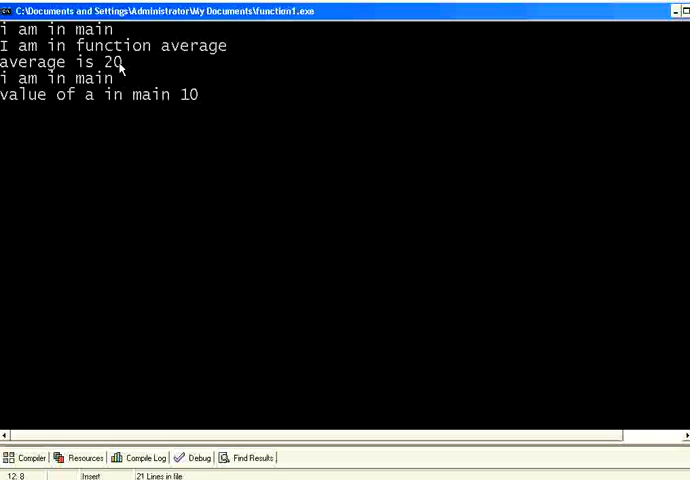 C:\Documents and Settings\Administrator\My Documents\function1.exe
i am in main
I am in function average
average is 20
i am in main
value of a in main 10
Compiler Resources Compile Log Debug Find Results
12: 8 Insert 21 Lines in file